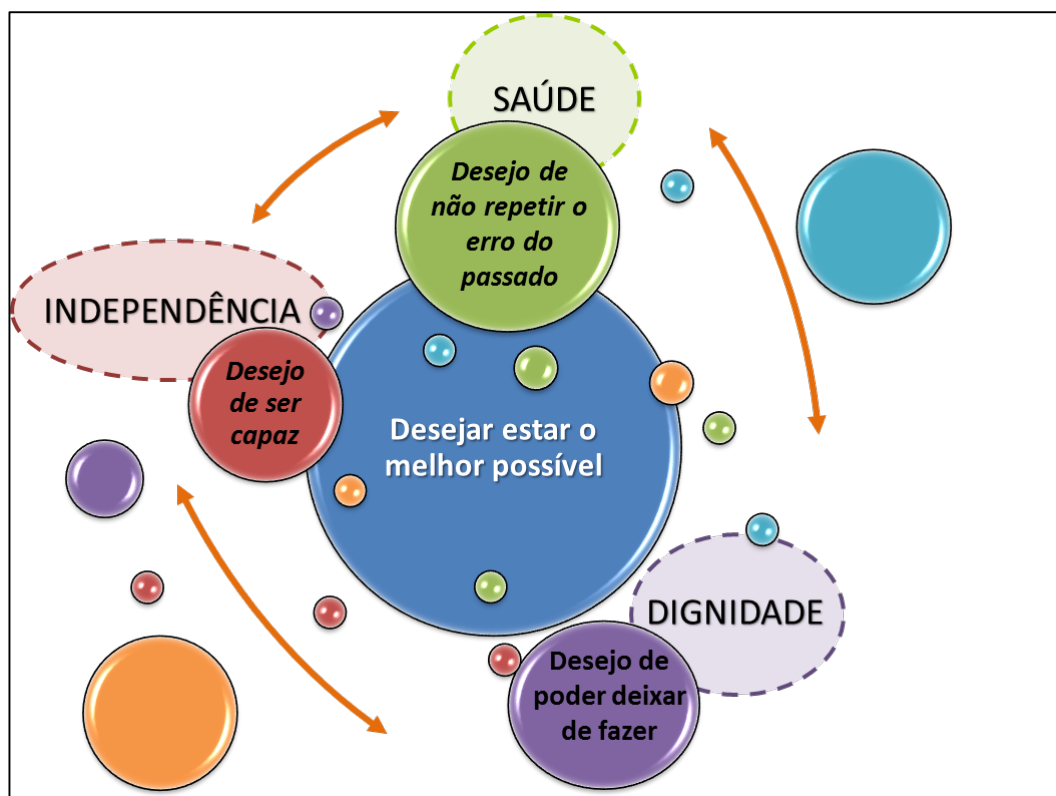 SAÚDE
Desejo de
não repetir o
erro do
passado
INDEPENDÊNCIA
Desejo
de ser
capaz
Desejar estar o
melhor possível
DIGNIDADE
Desejo de
poder deixar
de fazer